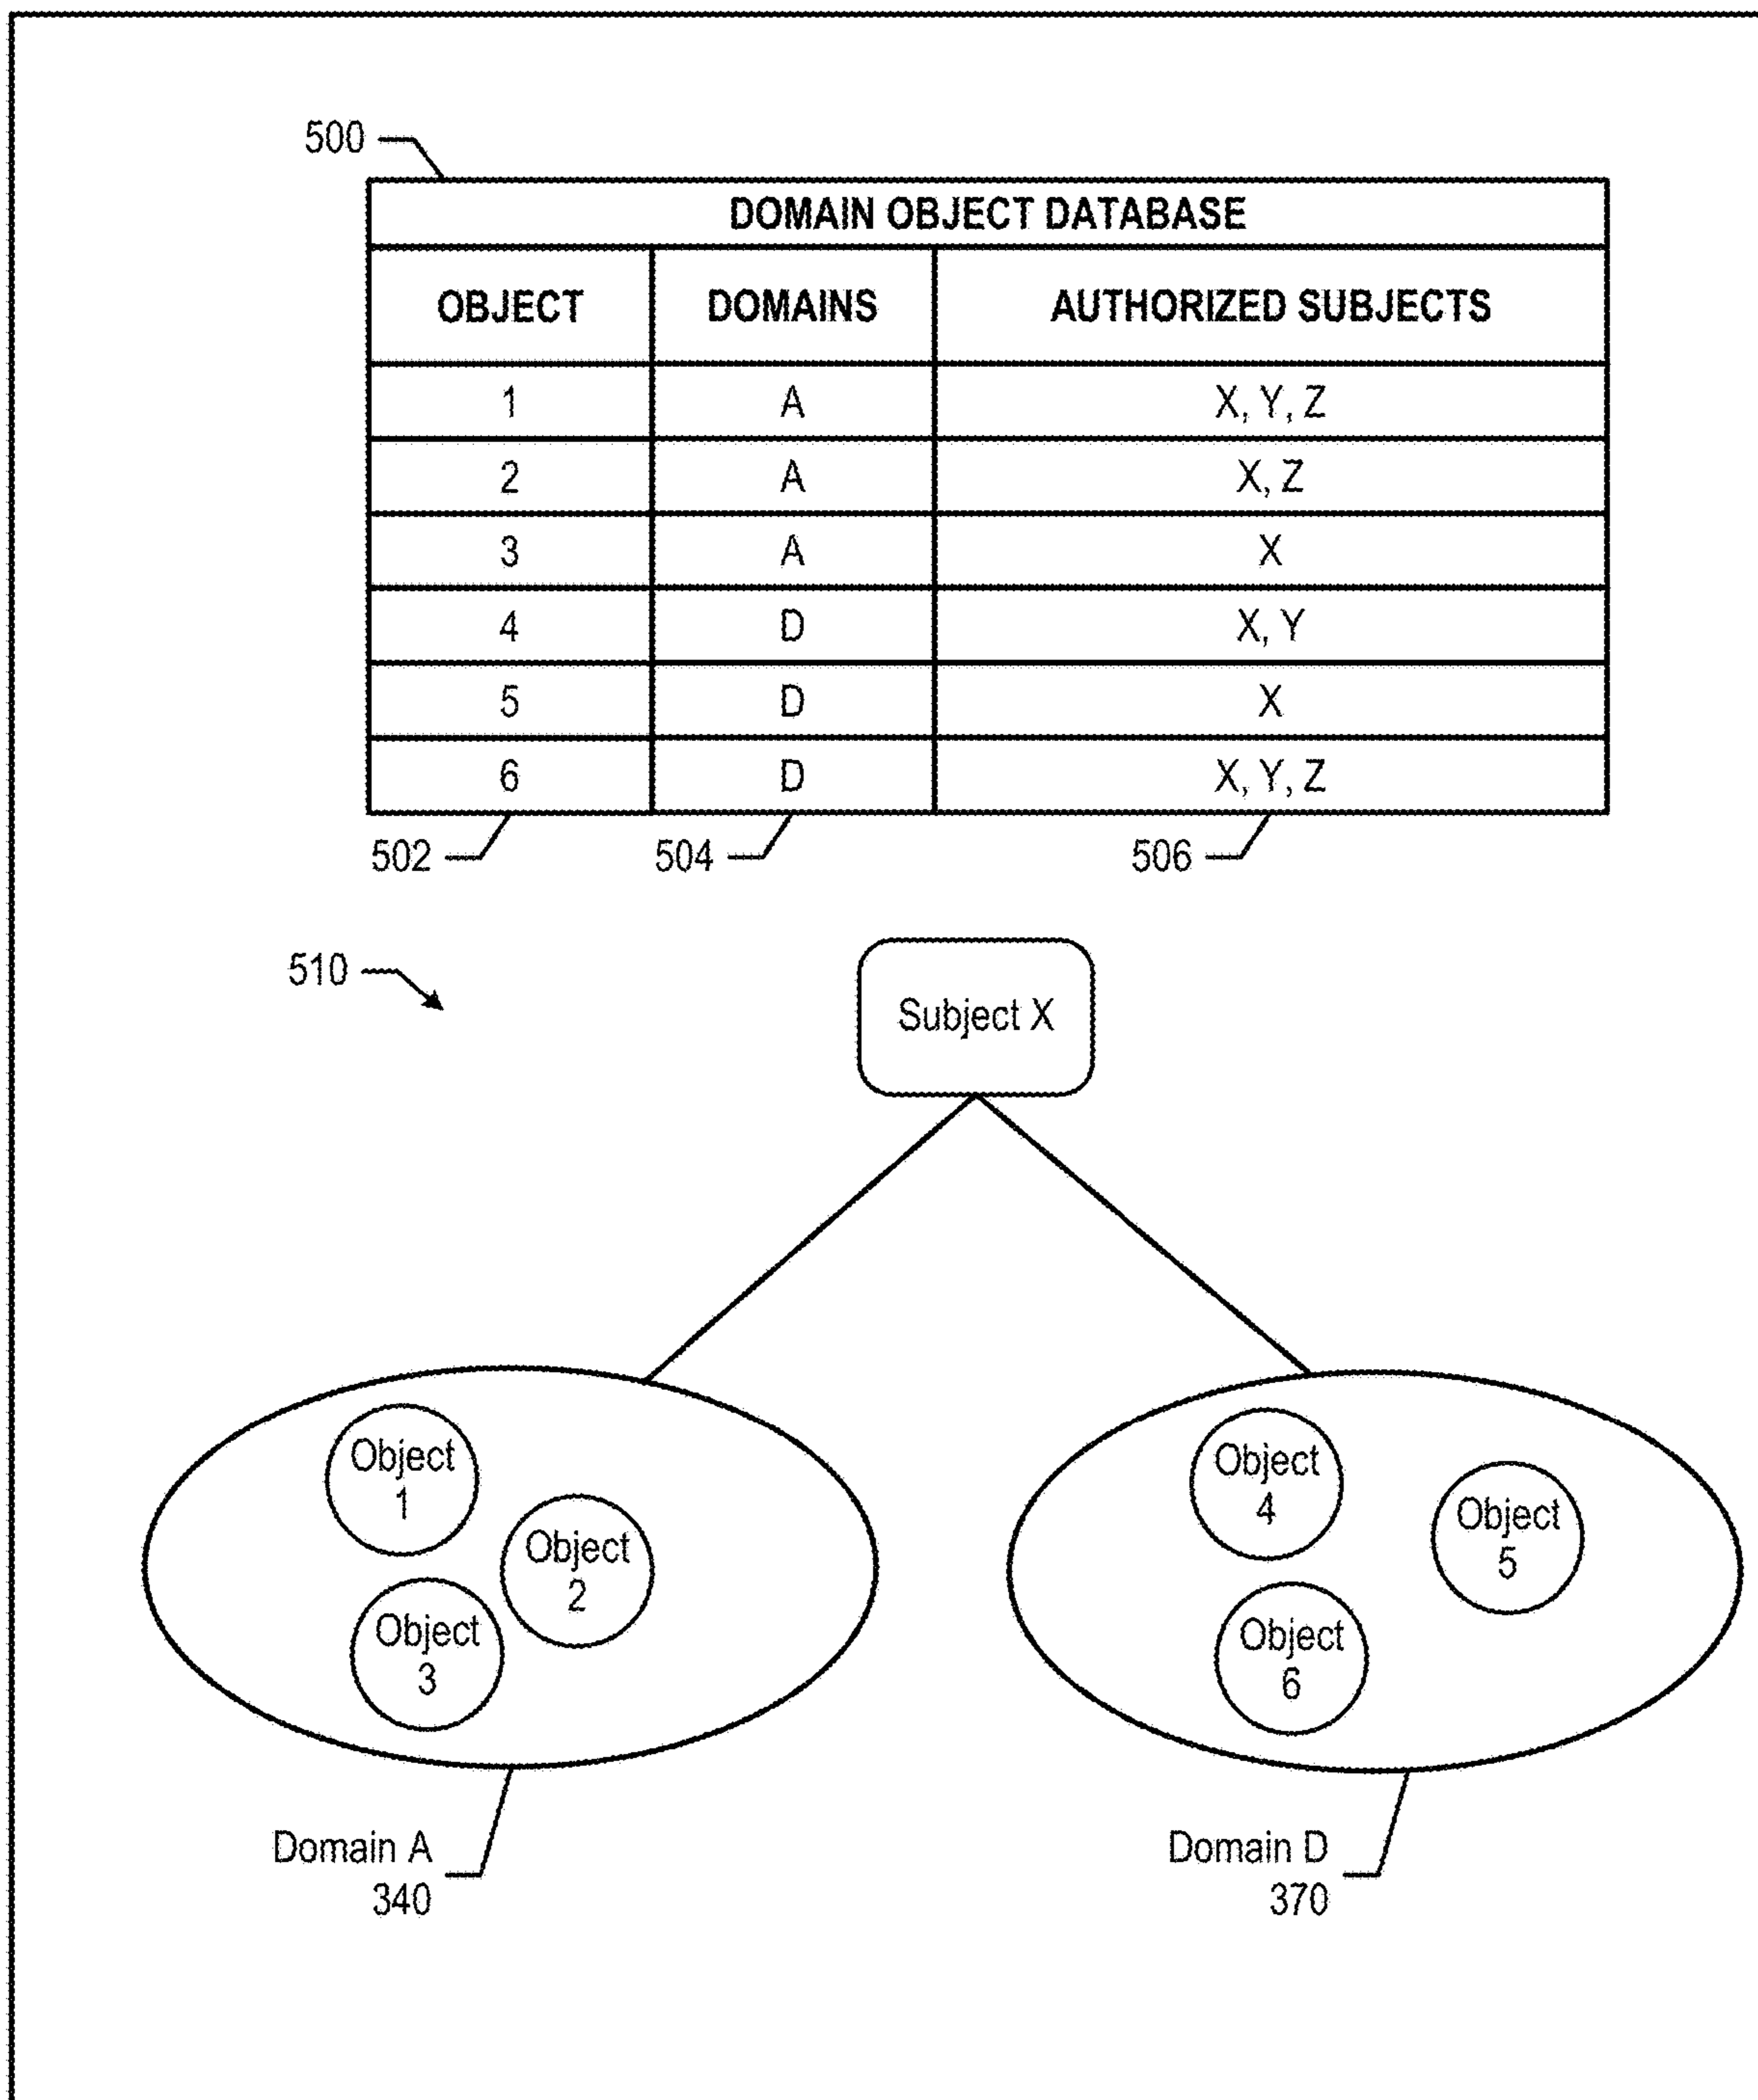 500
DOMAIN OBJECT DATABASE
OBJECT DOMAINS AUTHORIZED SUBJECTS
1 A X, Y, Z
2 A X, Z
3 A X
4 D X, Y
5 D X
6 D X, Y, Z
502 504 506
510
Subject X
Object
1
Object
2
Object
3
Object
4
Object
5
Object
6
Domain A
340
Domain D
370